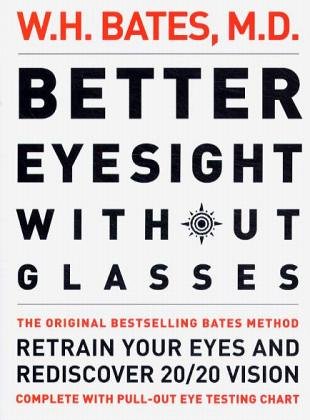 W.H. BATES, M.D.
BETTER
EYESIGHT
WITHOUT
GLASSES
THE ORIGINAL BESTSELLING BATES METHOD
RETRAIN YOUR EYES AND
REDISCOVER 20/20 VISION
COMPLETE WITH PULL-OUT EYE TESTING CHART